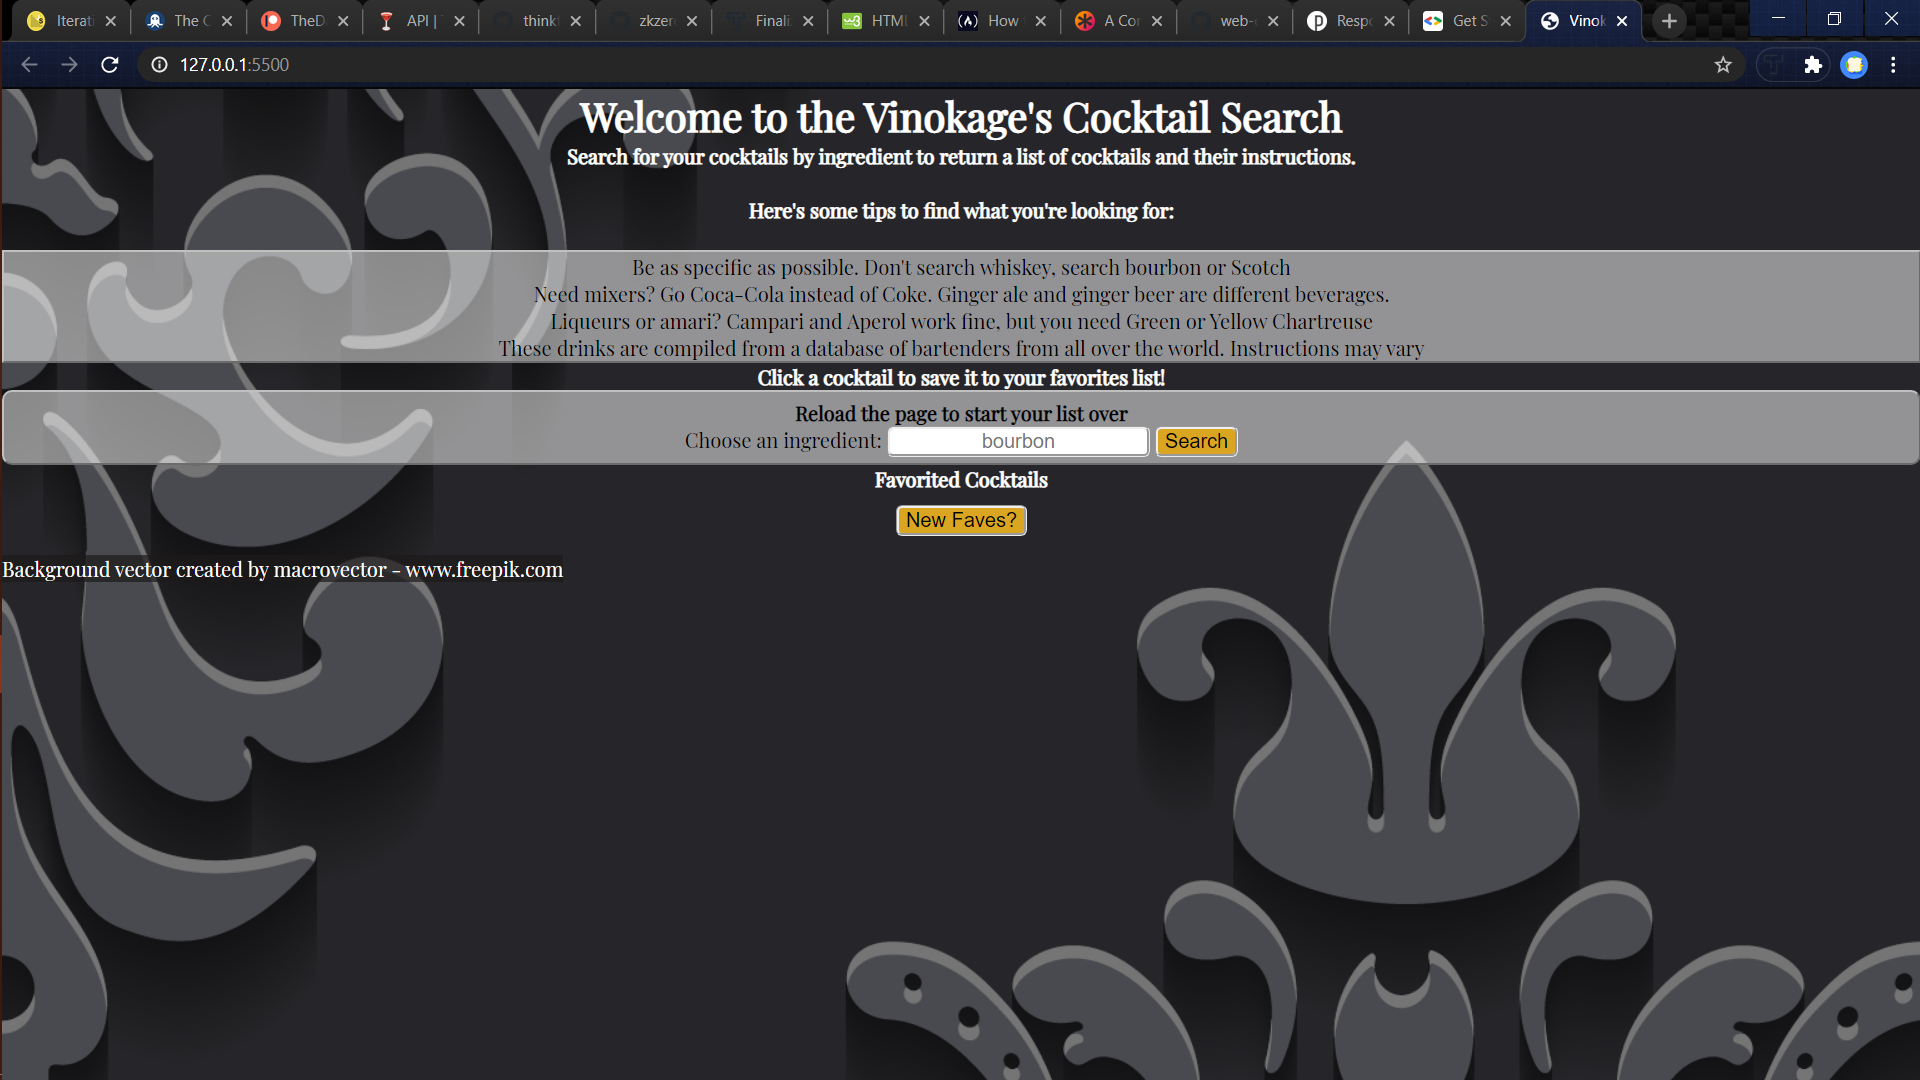 Iterati
The C
TheD
API |
think
zkzer
Finali
HTML
How
A Cor
web-
Resp
Get S
Vinok
127.0.0.1:5500
Welcome to the Vinokage's Cocktail Search
Search for your cocktails by ingredient to return a list of cocktails and their instructions.
Here's some tips to find what you're looking for:
Be as specific as possible. Don't search whiskey, search bourbon or Scotch
Need mixers? Go Coca-Cola instead of Coke. Ginger ale and ginger beer are different beverages.
Liqueurs or amari? Campari and Aperol work fine, but you need Green or Yellow Chartreuse
These drinks are compiled from a database of bartenders from all over the world. Instructions may vary
Click a cocktail to save it to your favorites list!
Reload the page to start your list over
Choose an ingredient: bourbon Search
Favorited Cocktails
New Faves?
Background vector created by macrovector - www.freepik.com